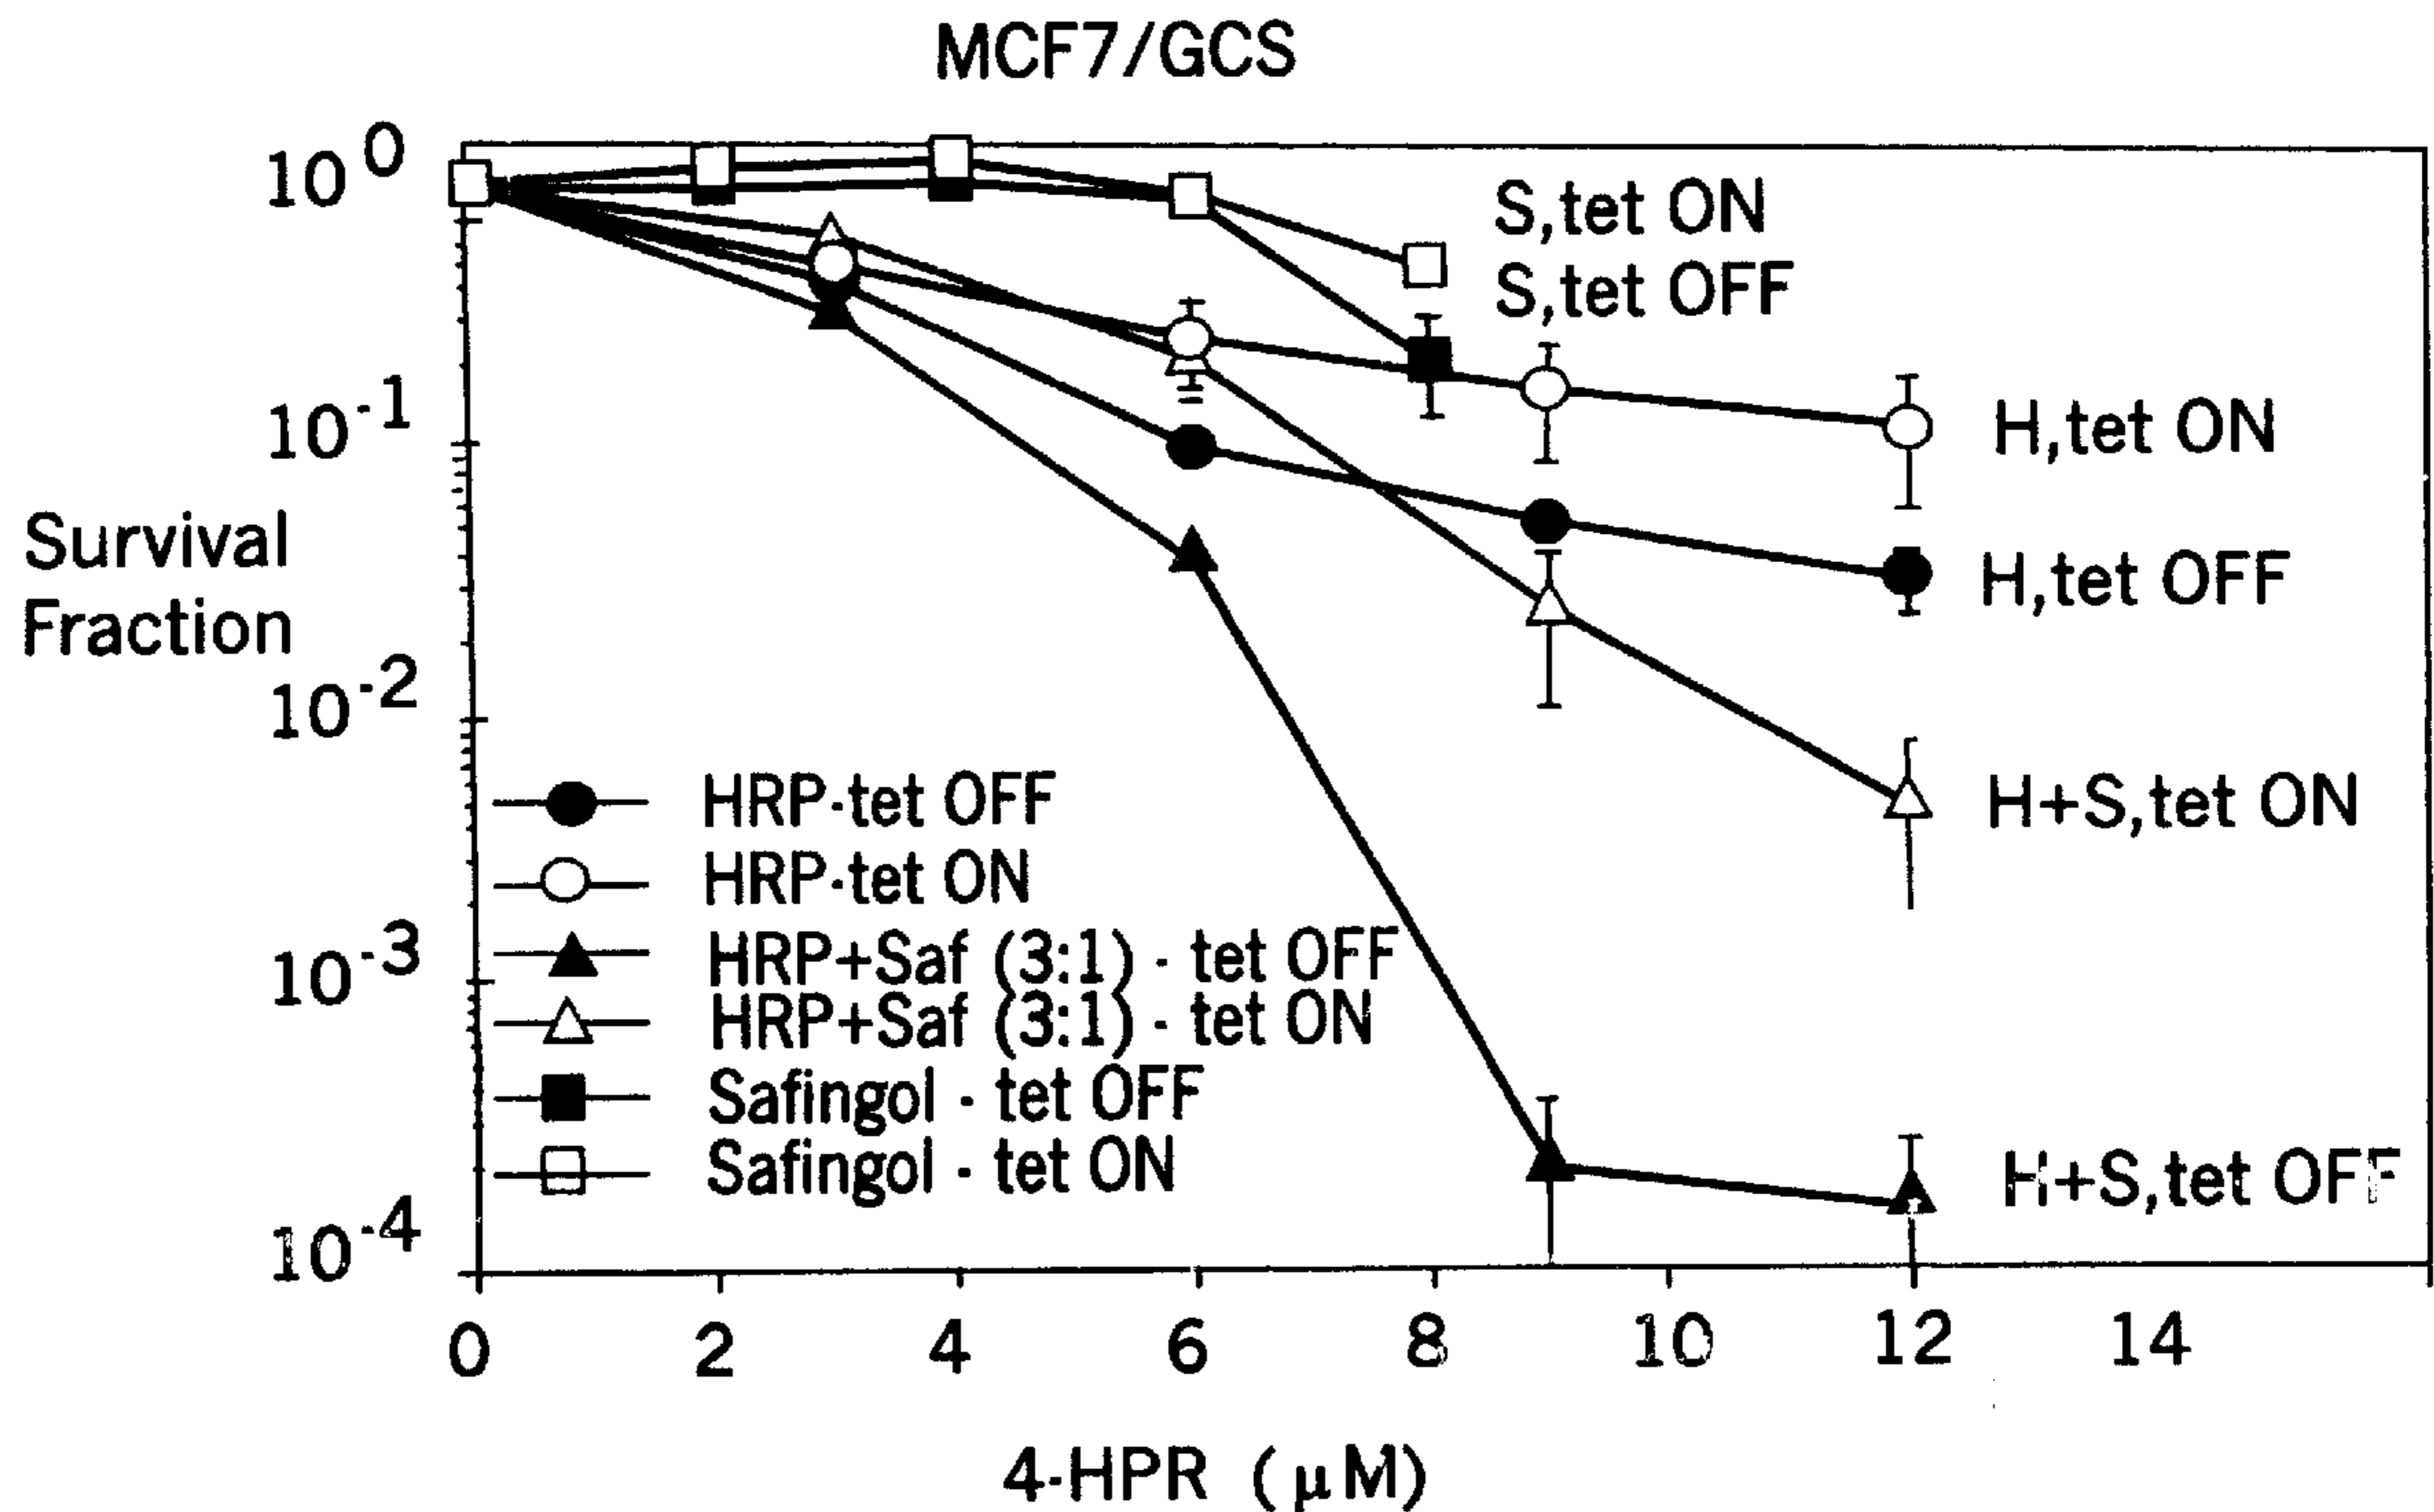 MCF7/GCS
10^0
10^-1
Survival
Fraction
10^-2
10^-3
10^-4
S,tet ON
S,tet OFF
H,tet ON
H,tet OFF
H+S,tet ON
H+S,tet OFF
HRP-tet OFF
HRP-tet ON
HRP+Saf (3:1) - tet OFF
HRP+Saf (3:1) - tet ON
Safingol - tet OFF
Safingol - tet ON
0 2 4 6 8 10 12 14
4-HPR (μM)